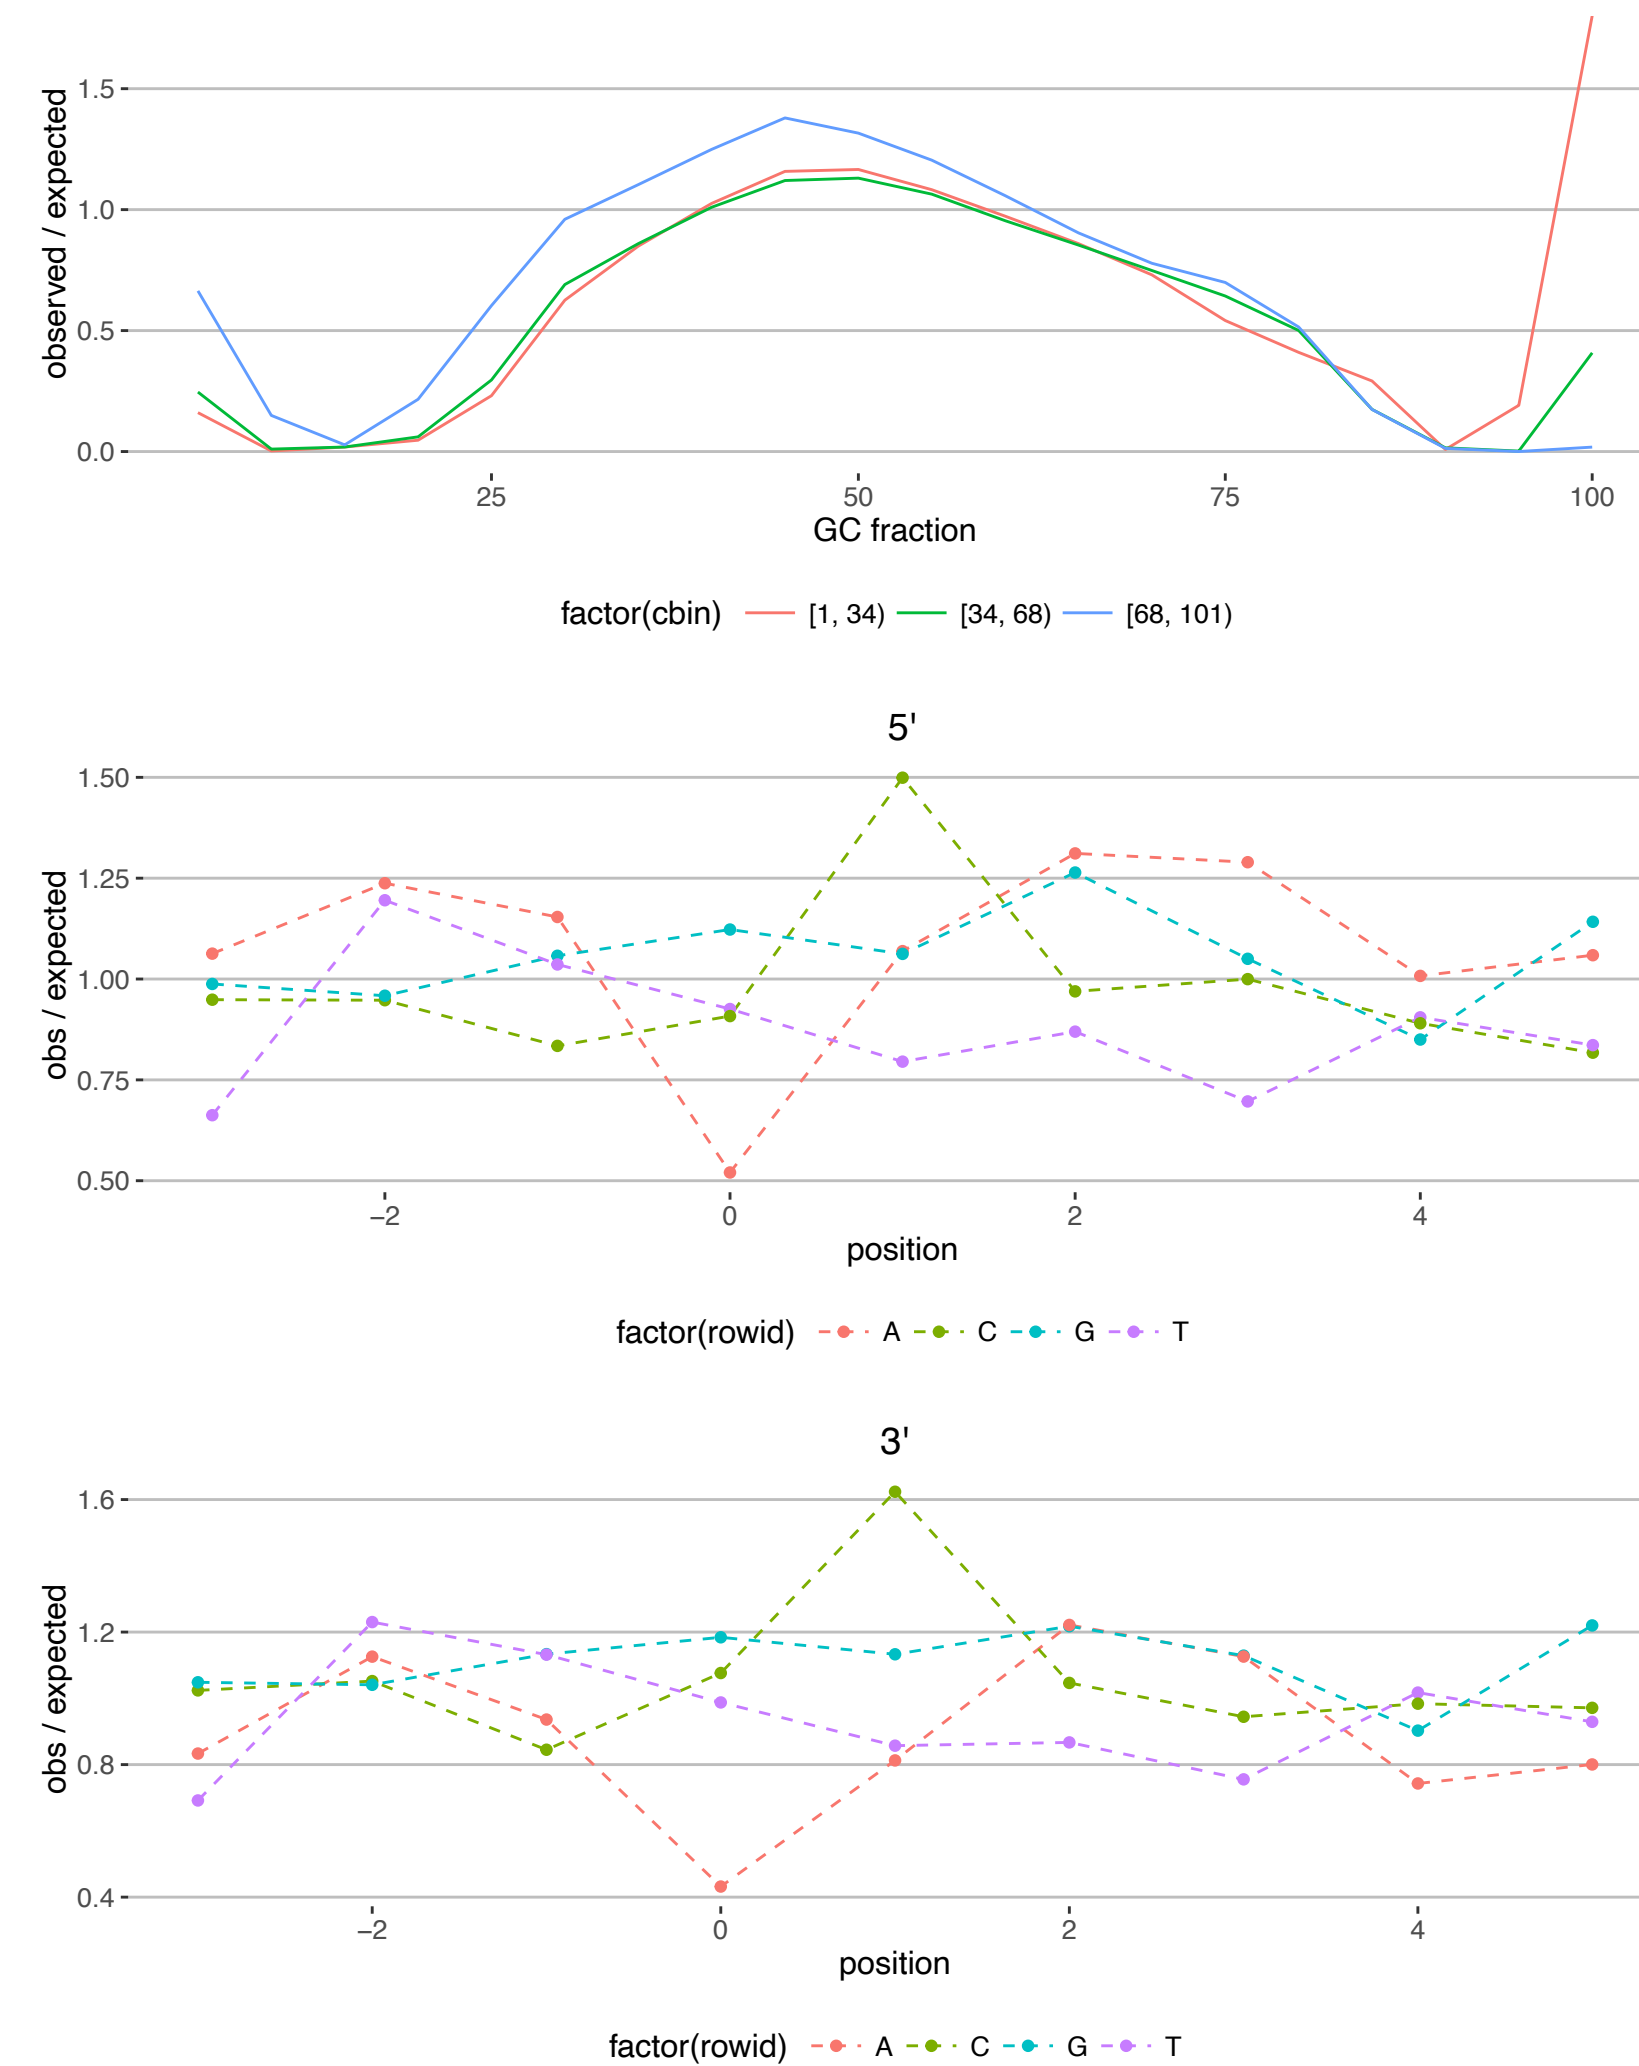 1.5
1.0
0.5
0.0
observed / expected
25 50 75 100
GC fraction
factor(cbin) [1, 34) [34, 68) [68, 101)
5'
1.50
1.25
1.00
0.75
0.50
obs / expected
−2 0 2 4
position
factor(rowid) A C G T
3'
1.6
1.2
0.8
0.4
obs / expected
−2 0 2 4
position
factor(rowid) A C G T